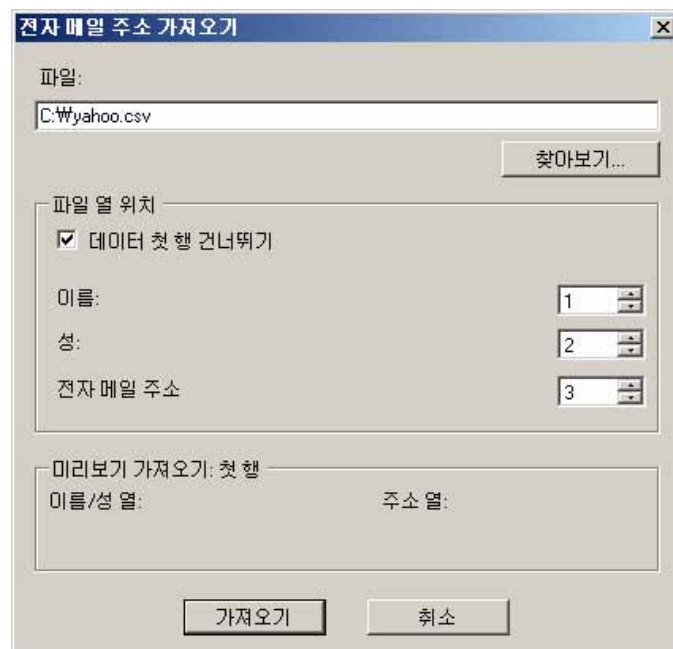 전자 메일 주소 가져오기
파일:
C:₩yahoo.csv
찾아보기...
파일 열 위치
데이터 첫 행 건너뛰기
이름: 1
성: 2
전자 메일 주소 3
미리보기 가져오기: 첫 행
이름/성 열: 주소 열:
가져오기 취소